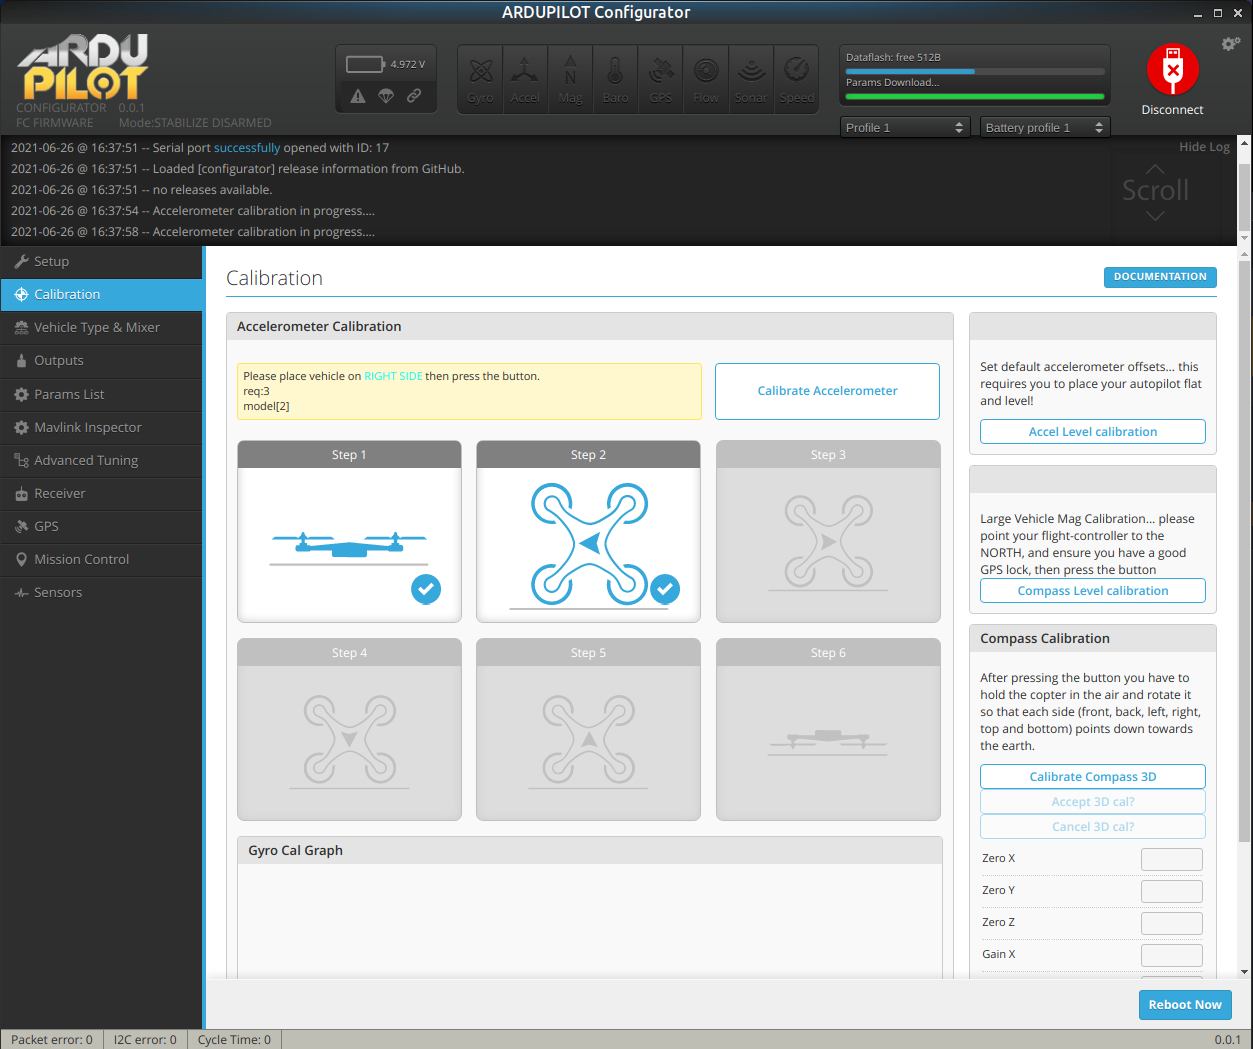 ARDUPILOT Configurator
ARDU
PILOT
CONFIGURATOR 0.0.1
FC FIRMWARE Mode:STABILIZE DISARMED
4.972 V
Gyro
Accel
N
Mag
Baro
GPS
Flow
Sonar
Speed
Dataflash: free 512B
Params Download...
Profile 1
Battery profile 1
Disconnect
2021-06-26 @ 16:37:51 -- Serial port successfully opened with ID: 17
2021-06-26 @ 16:37:51 -- Loaded [configurator] release information from GitHub.
2021-06-26 @ 16:37:51 -- no releases available.
2021-06-26 @ 16:37:54 -- Accelerometer calibration in progress....
2021-06-26 @ 16:37:58 -- Accelerometer calibration in progress....
Hide Log
Scroll
Setup
Calibration
Vehicle Type & Mixer
Outputs
Params List
Mavlink Inspector
Advanced Tuning
Receiver
GPS
Mission Control
Sensors
Calibration
DOCUMENTATION
Accelerometer Calibration
Please place vehicle on RIGHT SIDE then press the button.
req:3
model[2]
Calibrate Accelerometer
Step 1
Step 2
Step 3
Step 4
Step 5
Step 6
Gyro Cal Graph
Set default accelerometer offsets... this
requires you to place your autopilot flat
and level!
Accel Level calibration
Large Vehicle Mag Calibration... please
point your flight-controller to the
NORTH, and ensure you have a good
GPS lock, then press the button
Compass Level calibration
Compass Calibration
After pressing the button you have to
hold the copter in the air and rotate it
so that each side (front, back, left, right,
top and bottom) points down towards
the earth.
Calibrate Compass 3D
Accept 3D cal?
Cancel 3D cal?
Zero X
Zero Y
Zero Z
Gain X
Reboot Now
Packet error: 0
I2C error: 0
Cycle Time: 0
0.0.1